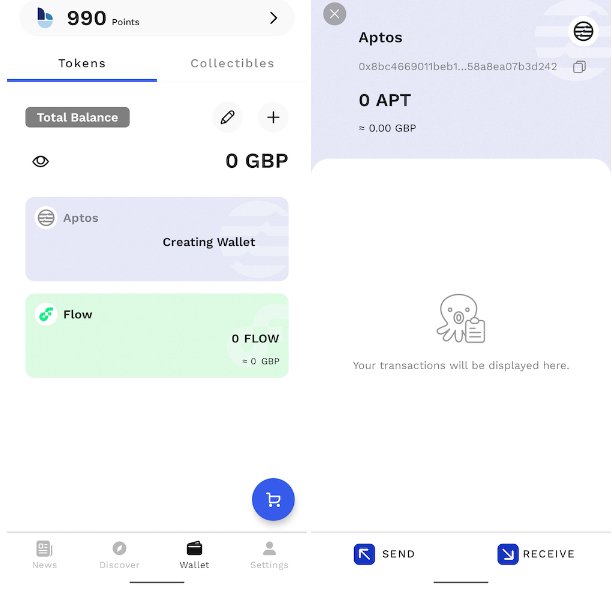 990 Points
Tokens
Collectibles
Total Balance
0 GBP
Aptos
Creating Wallet
Flow
0 FLOW
≈ 0 GBP
News
Discover
Wallet
Settings
Aptos
0x8bc4669011beb1...58a8ea07b3d242
0 APT
≈ 0.00 GBP
Your transactions will be displayed here.
SEND
RECEIVE